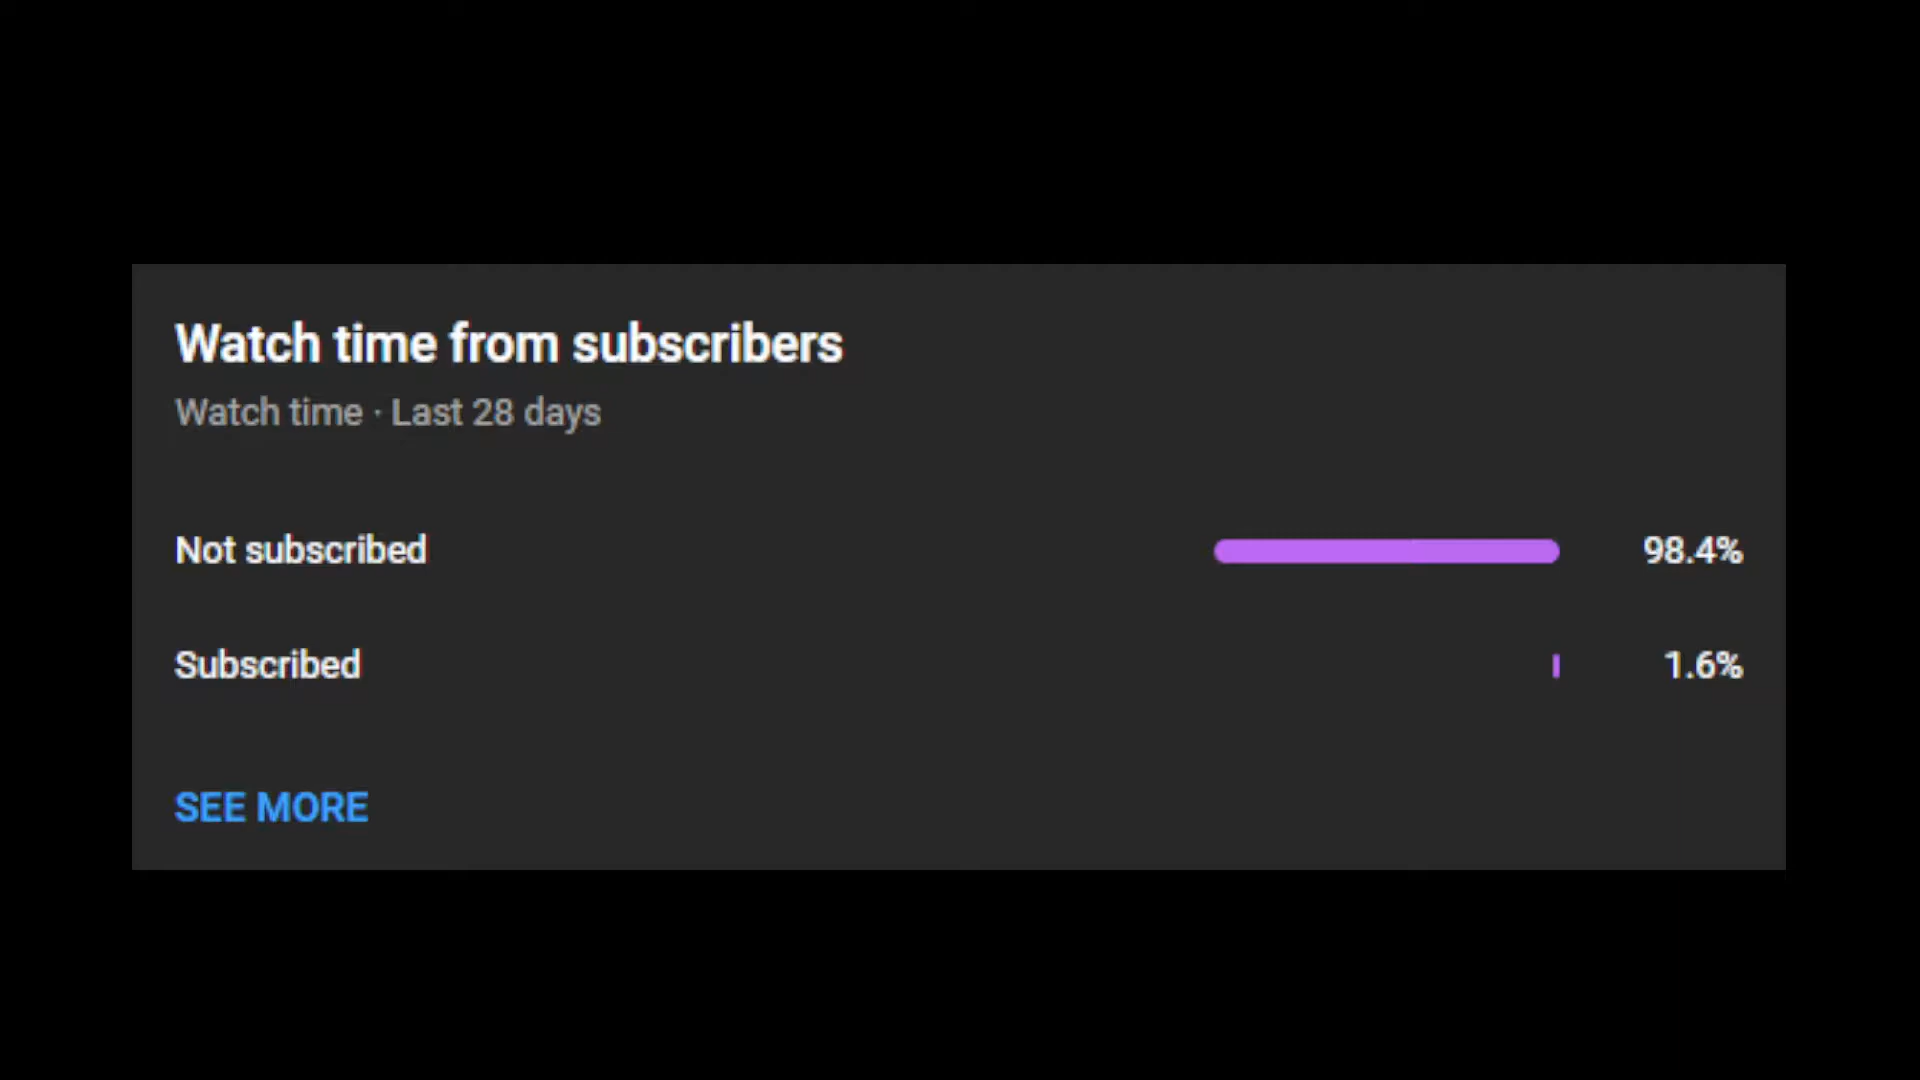 Watch time from subscribers
Watch time · Last 28 days
Not subscribed 98.4%
Subscribed 1.6%
SEE MORE